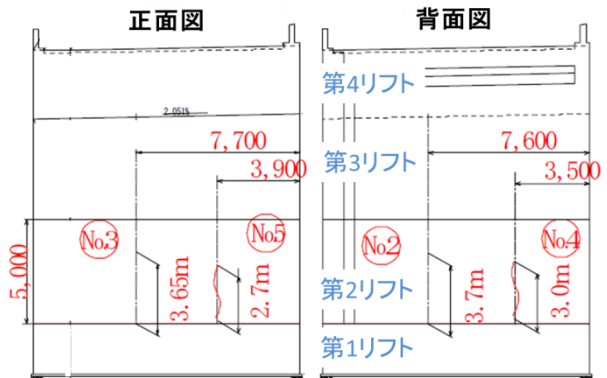 正面図
背面図
第4リフト
2.051%
7,700
7,600
第3リフト
3,900
3,500
No.3
No.5
No.2
No.4
5,000
3.65m
2.7m
第2リフト
3.7m
3.0m
第1リフト